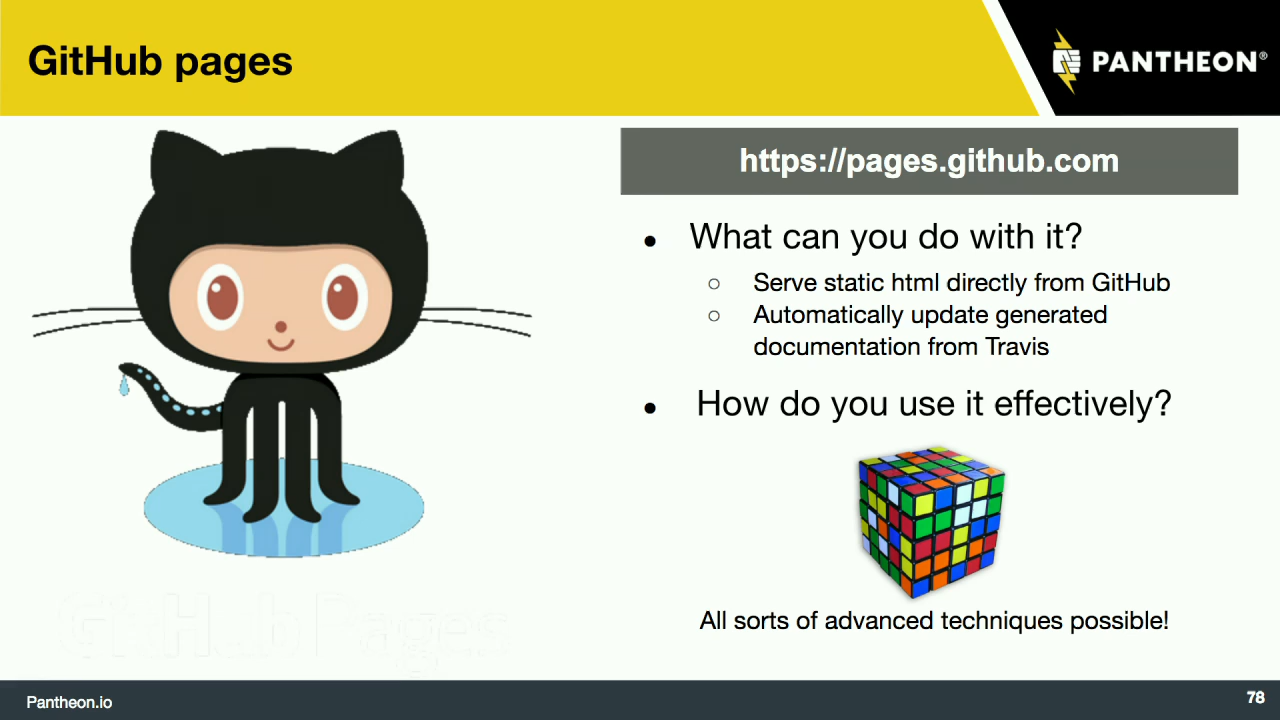 GitHub pages
PANTHEON®
https://pages.github.com
● What can you do with it?
○ Serve static html directly from GitHub
○ Automatically update generated
documentation from Travis
● How do you use it effectively?
All sorts of advanced techniques possible!
GitHub Pages
Pantheon.io
78